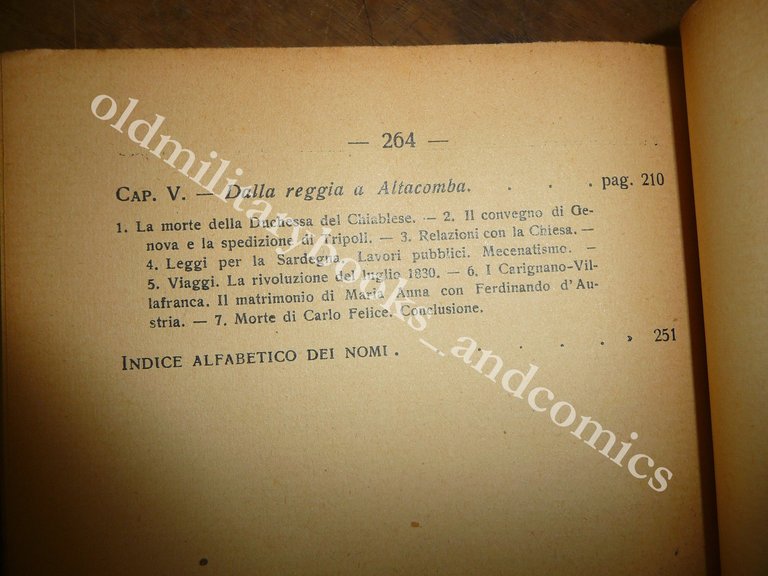 — 264 —
CAP. V. — Dalla reggia a Altacomba. . . . pag. 210
1. La morte della Duchessa del Chiablese. — 2. Il convegno di Ge-
nova e la spedizione di Tripoli. — 3. Relazioni con la Chiesa. —
4. Leggi per la Sardegna. Lavori pubblici. Mecenatismo. —
5. Viaggi. La rivoluzione del luglio 1830. — 6. I Carignano-Vil-
lafranca. Il matrimonio di Maria Anna con Ferdinando d'Au-
stria. — 7. Morte di Carlo Felice. Conclusione.
INDICE ALFABETICO DEI NOMI . . . . . » 251
oldmilitarybooks_andcomics